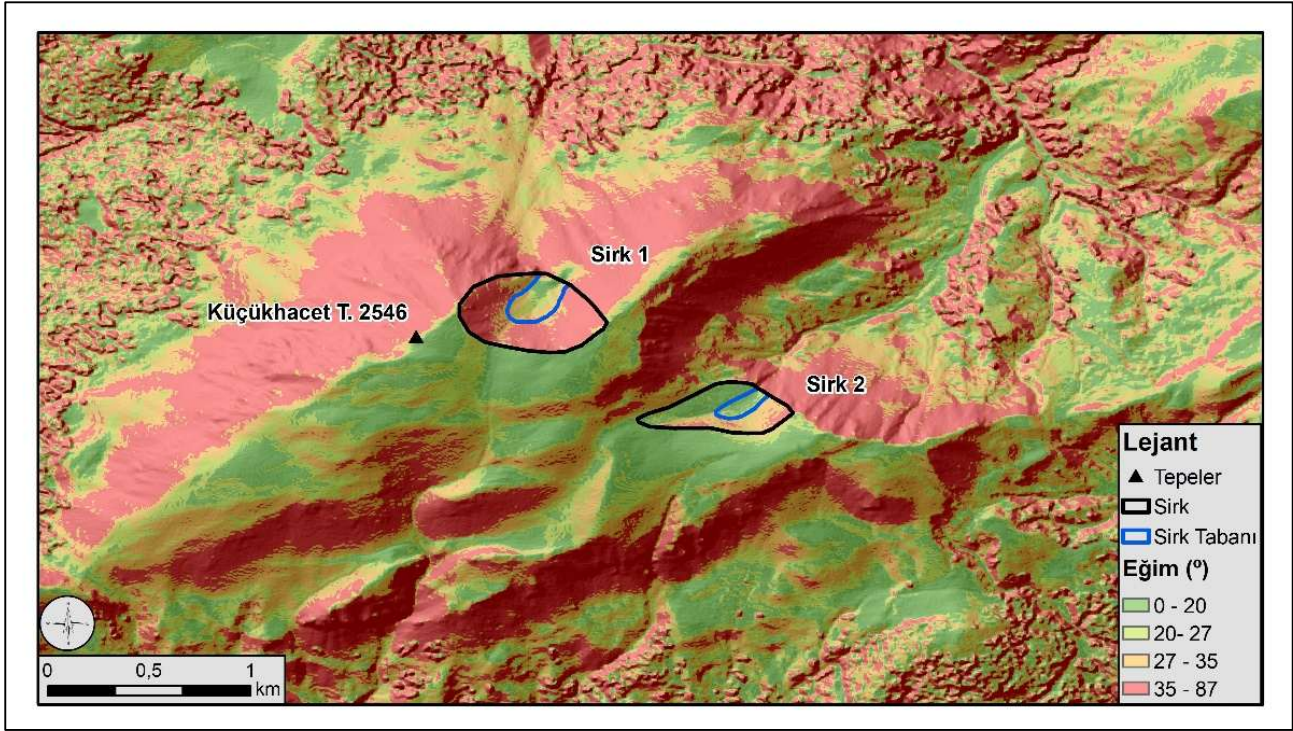 Sirk 1
Küçükhacet T. 2546
Sirk 2
Lejant
Tepeler
Sirk
Sirk Tabanı
Eğim (º)
0 - 20
20- 27
27 - 35
35 - 87
0 0,5 1
km